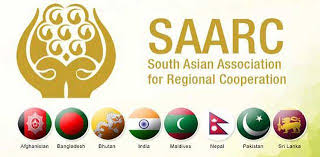 SAARC
South Asian Association
for Regional Cooperation
Afghanistan Bangladesh Bhutan India Maldives Nepal Pakistan Sri Lanka